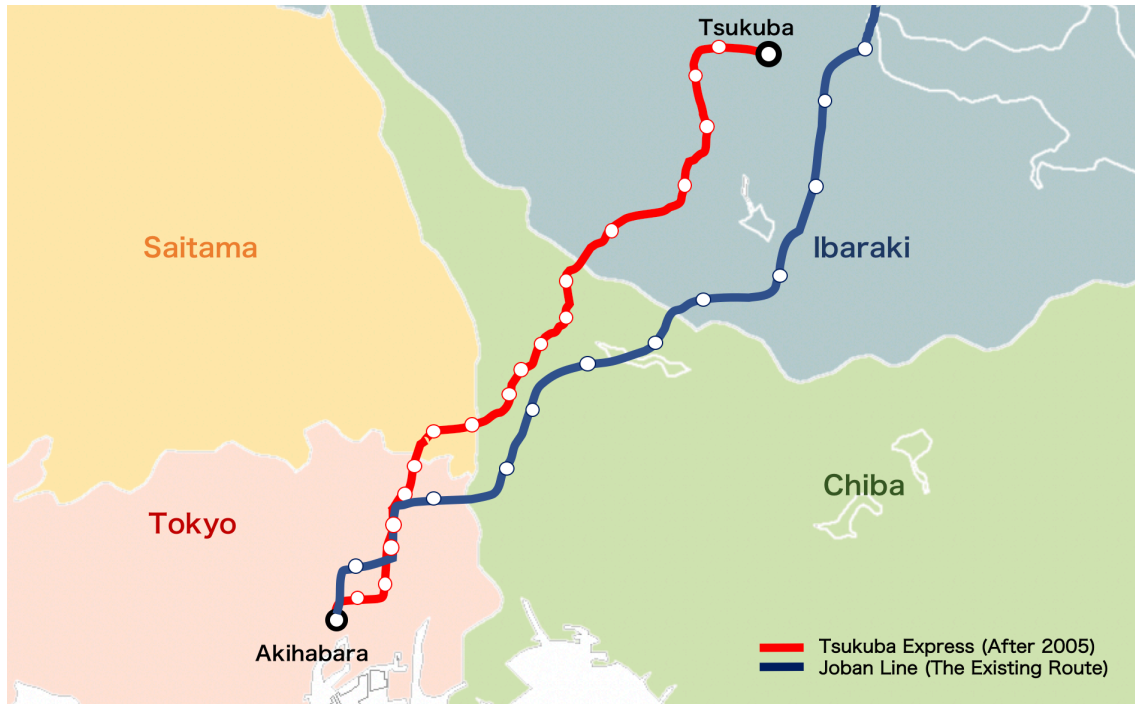 Tsukuba
Saitama
Ibaraki
Chiba
Tokyo
Akihabara
Tsukuba Express (After 2005)
Joban Line (The Existing Route)